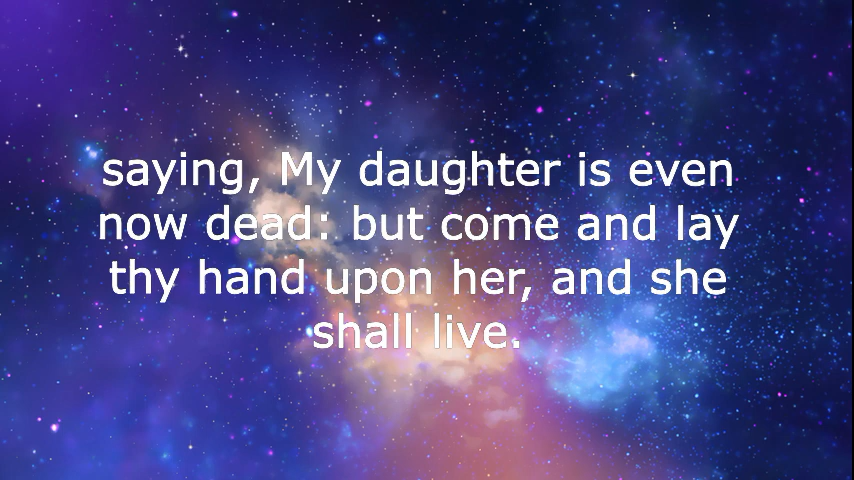 saying, My daughter is even
now dead: but come and lay
thy hand upon her, and she
shall live.